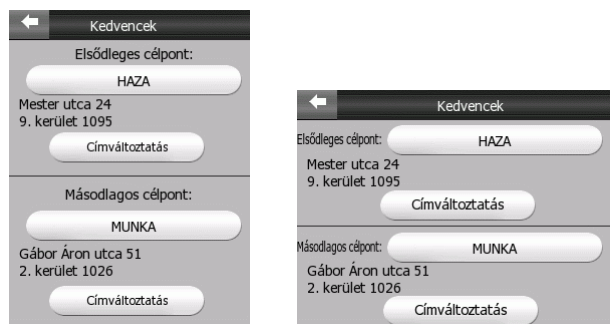 Kedvencek
Elsődleges célpont:
HAZA
Mester utca 24
9. kerület 1095
Címváltoztatás
Másodlagos célpont:
MUNKA
Gábor Áron utca 51
2. kerület 1026
Címváltoztatás
Kedvencek
Elsődleges célpont: HAZA
Mester utca 24
9. kerület 1095
Címváltoztatás
Másodlagos célpont: MUNKA
Gábor Áron utca 51
2. kerület 1026
Címváltoztatás